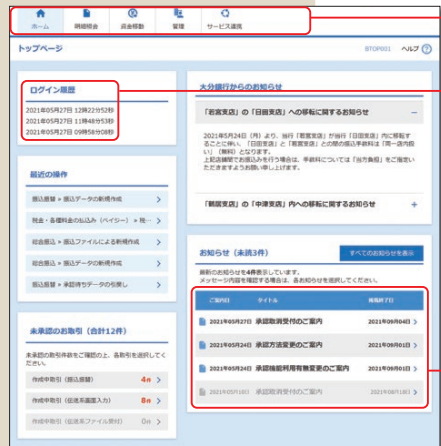 ホーム
明細照会
資金移動
管理
サービス連携
トップページ
BTOP001 ヘルプ ?
ログイン履歴
2021年05月27日 12時22分52秒
2021年05月27日 11時48分53秒
2021年05月27日 09時58分08秒
最近の操作
振込振替 » 振込データの新規作成
税金・各種料金の払込み（ペイジー） » 税…
総合振込 » 振込ファイルによる新規作成
総合振込 » 振込データの新規作成
振込振替 » 承認待ちデータの引戻し
未承認のお取引（合計12件）
未承認の取引件数をご確認の上、各取引を選択してく
ださい。
作成中取引（振込振替） 4件
作成中取引（伝送系画面入力） 8件
作成中取引（伝送系ファイル受付） 0件
大分銀行からのお知らせ
「若宮支店」の「日田支店」への移転に関するお知らせ
2021年5月24日（月）より、当行「若宮支店」が当行「日田支店」内に移転す
ることに伴い、「日田支店」と「若宮支店」との間の振込手数料は「同一店内扱
い」（無料）となります。
上記店舗間でお振込みを行う場合は、手数料については「当方負担」をご指定い
ただきますようお願い申し上げます。
「鶴居支店」の「中津支店」内への移転に関するお知らせ
お知らせ（未読3件）
すべてのお知らせを表示
最新のお知らせを4件表示しています。
メッセージ内容を確認する場合は、各お知らせを選択してください。
ご案内日 タイトル 掲載終了日
2021年05月27日 承認取消受付のご案内 2021年09月04日
2021年05月24日 承認方法変更のご案内 2021年09月01日
2021年05月24日 承認機能利用有無変更のご案内 2021年09月01日
2021年05月10日 承認取消受付のご案内 2021年08月18日